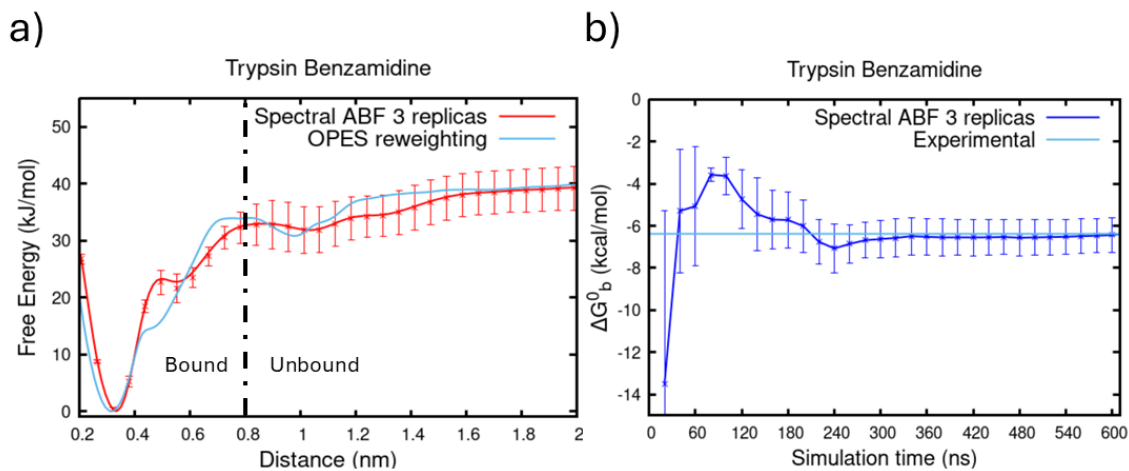 a)
Trypsin Benzamidine
Spectral ABF 3 replicas
OPES reweighting
Free Energy (kJ/mol)
50
40
30
20
10
0
Bound
Unbound
0.2 0.4 0.6 0.8 1 1.2 1.4 1.6 1.8 2
Distance (nm)
b)
Trypsin Benzamidine
Spectral ABF 3 replicas
Experimental
ΔG⁰b (kcal/mol)
0
-2
-4
-6
-8
-10
-12
-14
0 60 120 180 240 300 360 420 480 540 600
Simulation time (ns)